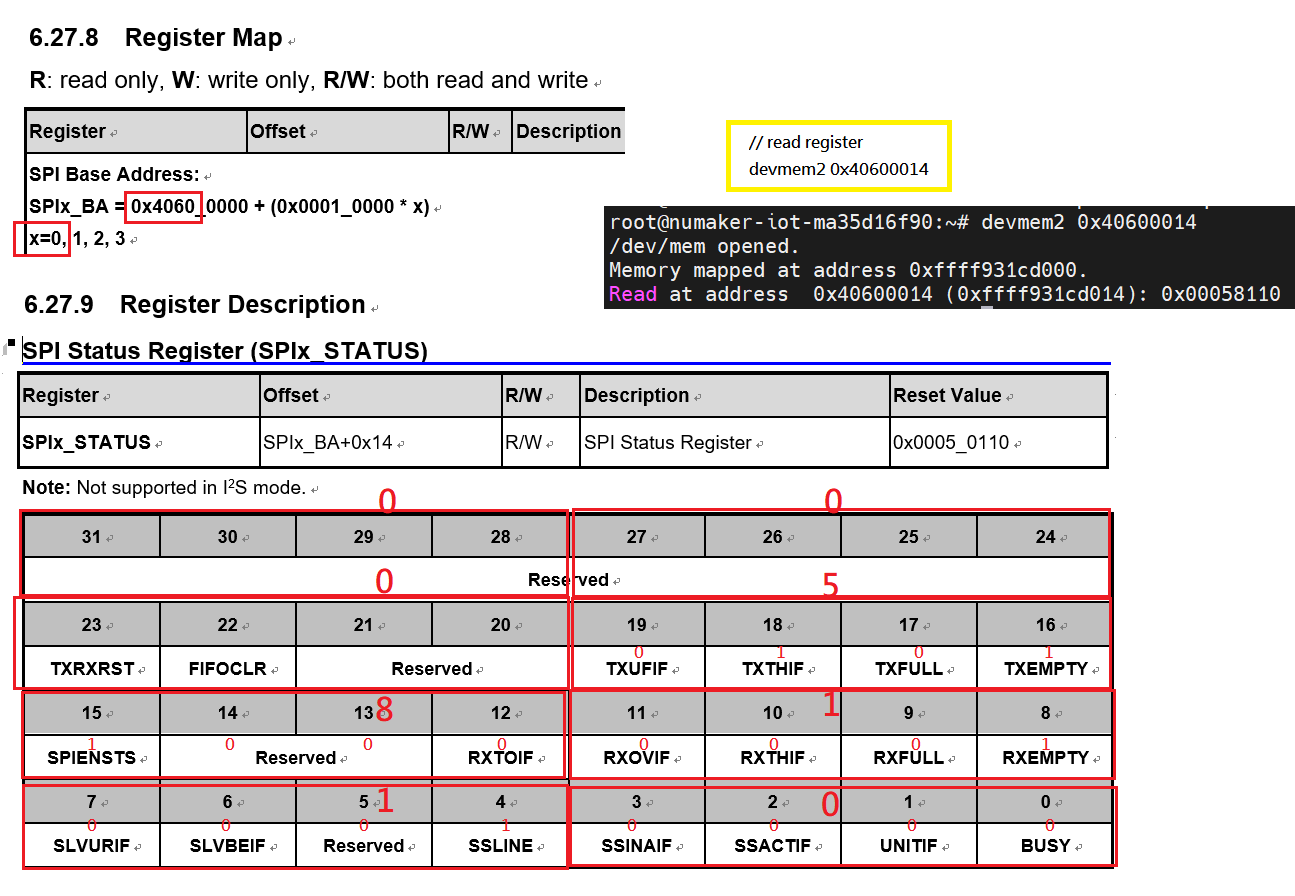 6.27.8 Register Map
R: read only, W: write only, R/W: both read and write
Register Offset R/W Description
SPI Base Address:
SPIx_BA = 0x4060_0000 + (0x0001_0000 * x)
x=0, 1, 2, 3
// read register
devmem2 0x40600014
root@numaker-iot-ma35d16f90:~# devmem2 0x40600014
/dev/mem opened.
Memory mapped at address 0xffff931cd000.
Read at address 0x40600014 (0xffff931cd014): 0x00058110
6.27.9 Register Description
SPI Status Register (SPIx_STATUS)
Register Offset R/W Description Reset Value
SPIx_STATUS SPIx_BA+0x14 R/W SPI Status Register 0x0005_0110
Note: Not supported in I²S mode.
0 0
31 30 29 28 27 26 25 24
Reserved
0 5
23 22 21 20 19 18 17 16
0 1 0 1
TXRXRST FIFOCLR Reserved TXUFIF TXTHIF TXFULL TXEMPTY
8 1
15 14 13 12 11 10 9 8
1 0 0 0 0 0 0 1
SPIENSTS Reserved RXTOIF RXOVIF RXTHIF RXFULL RXEMPTY
1 0
7 6 5 4 3 2 1 0
0 0 0 1 0 0 0 0
SLVURIF SLVBEIF Reserved SSLINE SSINAIF SSACTIF UNITIF BUSY